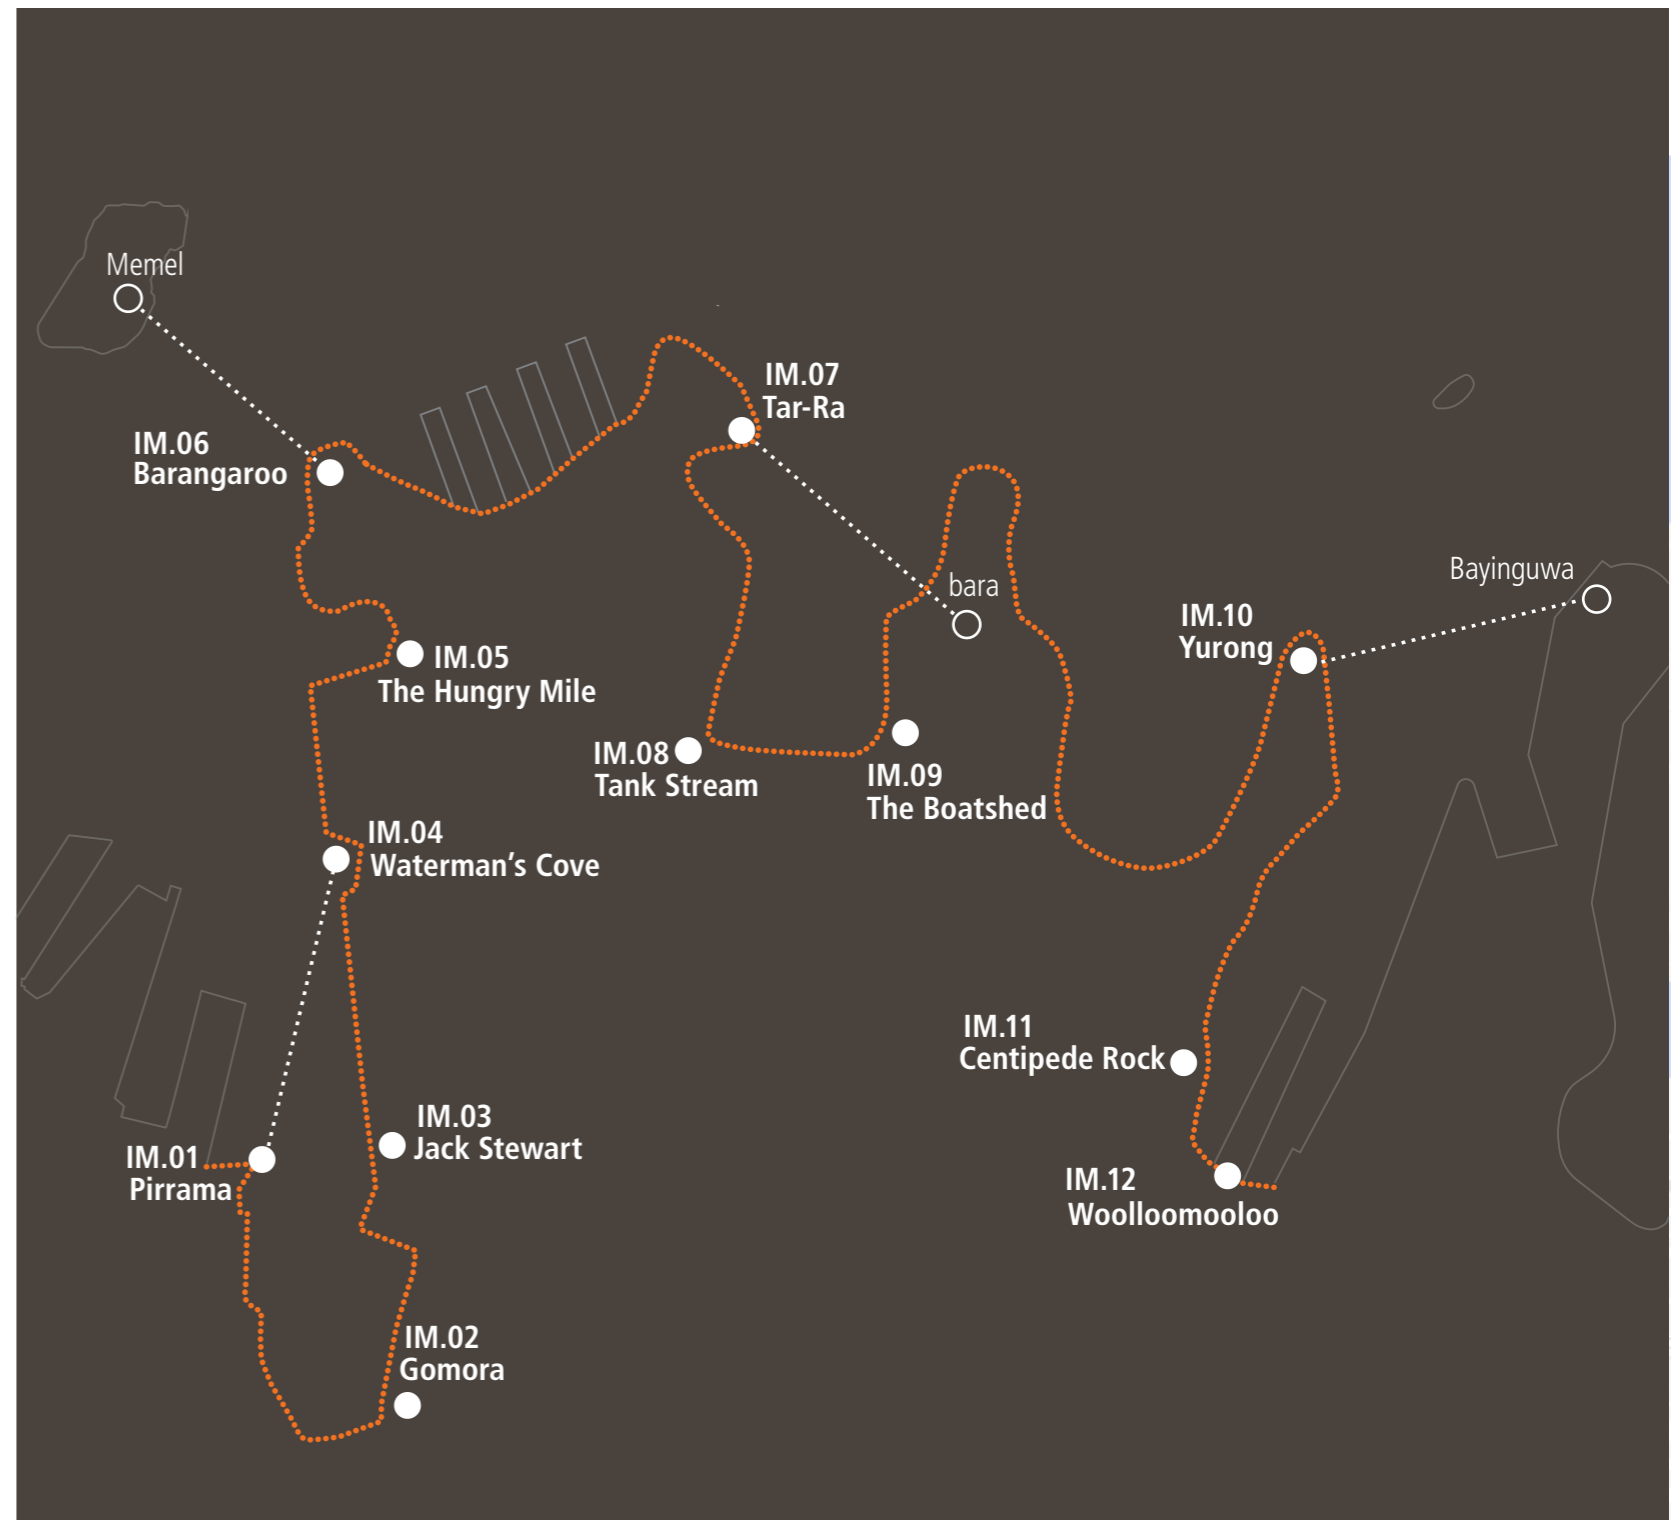 Memel
IM.07
Tar-Ra
IM.06
Barangaroo
bara
Bayinguwa
IM.10
Yurong
IM.05
The Hungry Mile
IM.08
Tank Stream
IM.09
The Boatshed
IM.04
Waterman’s Cove
IM.11
Centipede Rock
IM.03
Jack Stewart
IM.01
Pirrama
IM.12
Woolloomooloo
IM.02
Gomora